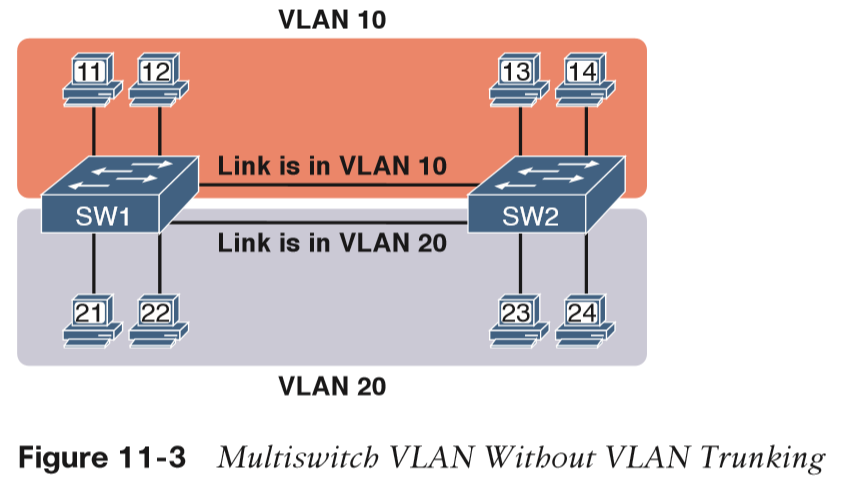 VLAN 10
11 12 13 14
Link is in VLAN 10
SW1 SW2
Link is in VLAN 20
21 22 23 24
VLAN 20
Figure 11-3 Multiswitch VLAN Without VLAN Trunking